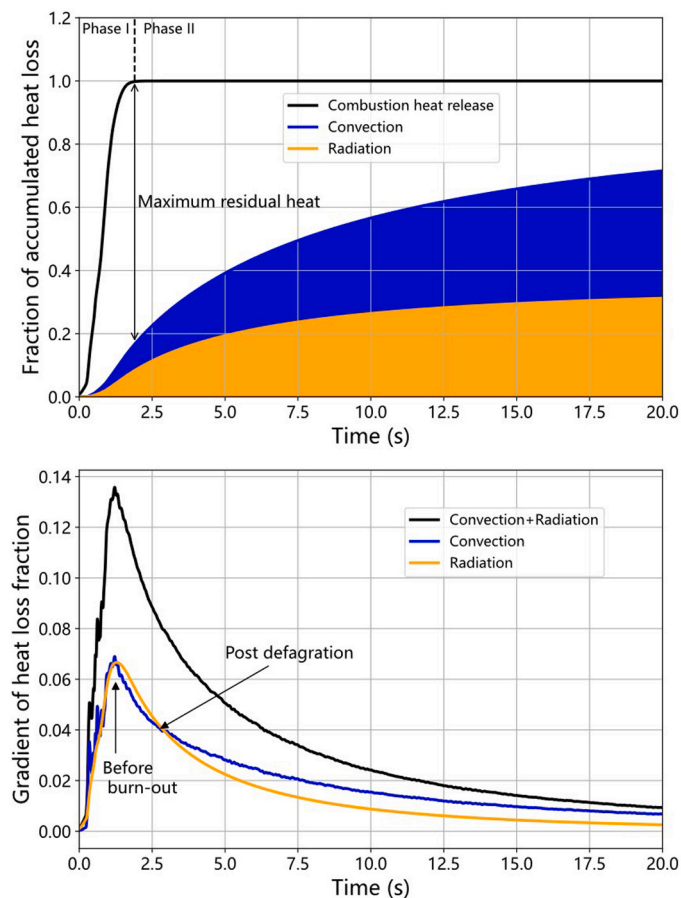 Phase I
Phase II
Combustion heat release
Convection
Radiation
Maximum residual heat
Fraction of accumulated heat loss
1.2
1.0
0.8
0.6
0.4
0.2
0.0
0.0 2.5 5.0 7.5 10.0 12.5 15.0 17.5 20.0
Time (s)
Gradient of heat loss fraction
0.14
0.12
0.10
0.08
0.06
0.04
0.02
0.00
Convection+Radiation
Convection
Radiation
Post defagration
Before
burn-out
0.0 2.5 5.0 7.5 10.0 12.5 15.0 17.5 20.0
Time (s)